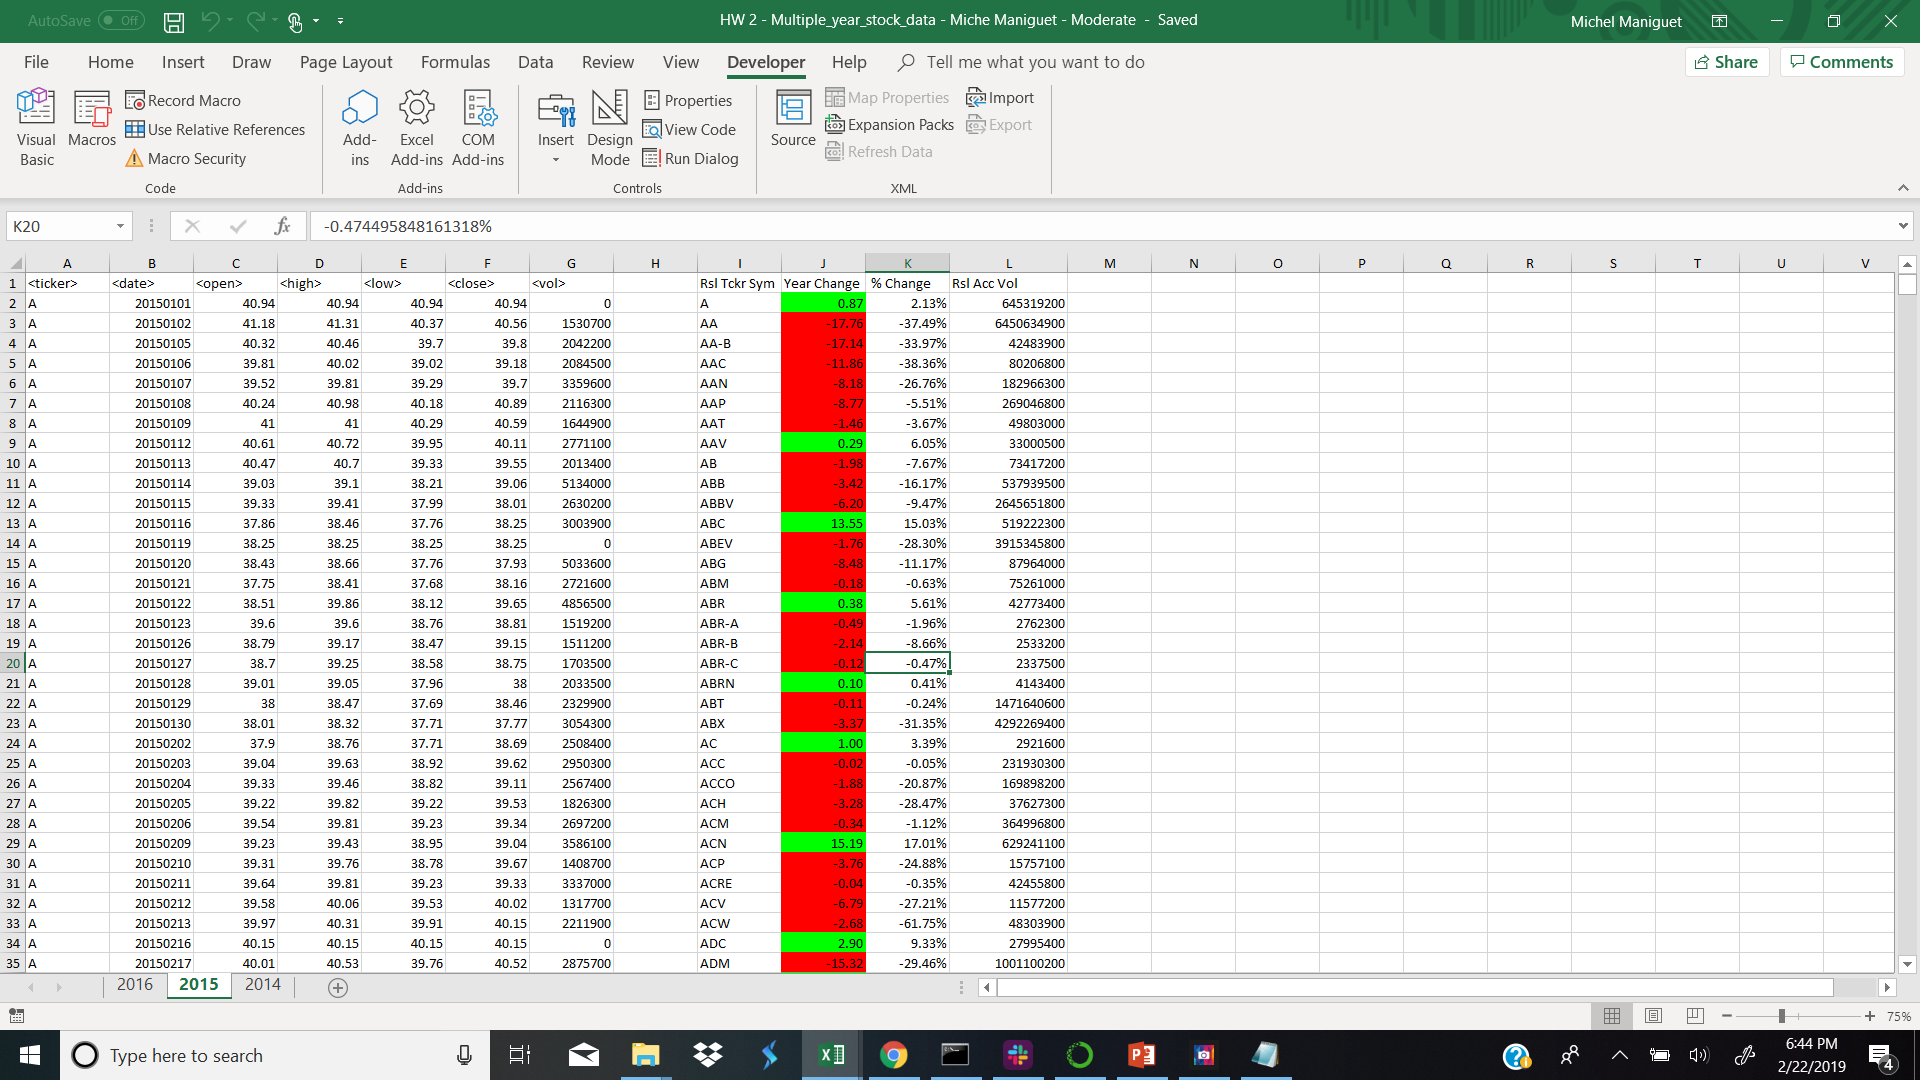 AutoSave Off HW 2 - Multiple_year_stock_data - Miche Maniguet - Moderate - Saved Michel Maniguet
File Home Insert Draw Page Layout Formulas Data Review View Developer Help Tell me what you want to do Share Comments
Visual Basic
Macros
Record Macro
Use Relative References
Macro Security
Code
Add-ins
Excel Add-ins
COM Add-ins
Add-ins
Insert
Design Mode
Properties
View Code
Run Dialog
Controls
Source
Map Properties
Expansion Packs
Refresh Data
Import
Export
XML
K20 fx -0.474495848161318%
A B C D E F G H I J K L M N O P Q R S T U V
1 <ticker> <date> <open> <high> <low> <close> <vol> Rsl Tckr Sym Year Change % Change Rsl Acc Vol
2 A 20150101 40.94 40.94 40.94 40.94 0 A 0.87 2.13% 645319200
3 A 20150102 41.18 41.31 40.37 40.56 1530700 AA -17.76 -37.49% 6450634900
4 A 20150105 40.32 40.46 39.7 39.8 2042200 AA-B -17.14 -33.97% 42483900
5 A 20150106 39.81 40.02 39.02 39.18 2084500 AAC -11.86 -38.36% 80206800
6 A 20150107 39.52 39.81 39.29 39.7 3359600 AAN -8.18 -26.76% 182966300
7 A 20150108 40.24 40.98 40.18 40.89 2116300 AAP -8.77 -5.51% 269046800
8 A 20150109 41 41 40.29 40.59 1644900 AAT -1.46 -3.67% 49803000
9 A 20150112 40.61 40.72 39.95 40.11 2771100 AAV 0.29 6.05% 33000500
10 A 20150113 40.47 40.7 39.33 39.55 2013400 AB -1.98 -7.67% 73417200
11 A 20150114 39.03 39.1 38.21 39.06 5134000 ABB -3.42 -16.17% 537939500
12 A 20150115 39.33 39.41 37.99 38.01 2630200 ABBV -6.20 -9.47% 2645651800
13 A 20150116 37.86 38.46 37.76 38.25 3003900 ABC 13.55 15.03% 519222300
14 A 20150119 38.25 38.25 38.25 38.25 0 ABEV -1.76 -28.30% 3915345800
15 A 20150120 38.43 38.66 37.76 37.93 5033600 ABG -8.48 -11.17% 87964000
16 A 20150121 37.75 38.41 37.68 38.16 2721600 ABM -0.18 -0.63% 75261000
17 A 20150122 38.51 39.86 38.12 39.65 4856500 ABR 0.38 5.61% 42773400
18 A 20150123 39.6 39.6 38.76 38.81 1519200 ABR-A -0.49 -1.96% 2762300
19 A 20150126 38.79 39.17 38.47 39.15 1511200 ABR-B -2.14 -8.66% 2533200
20 A 20150127 38.7 39.25 38.58 38.75 1703500 ABR-C -0.12 -0.47% 2337500
21 A 20150128 39.01 39.05 37.96 38 2033500 ABRN 0.10 0.41% 4143400
22 A 20150129 38 38.47 37.69 38.46 2329900 ABT -0.11 -0.24% 1471640600
23 A 20150130 38.01 38.32 37.71 37.77 3054300 ABX -3.37 -31.35% 4292269400
24 A 20150202 37.9 38.76 37.71 38.69 2508400 AC 1.00 3.39% 2921600
25 A 20150203 39.04 39.63 38.92 39.62 2950300 ACC -0.02 -0.05% 231930300
26 A 20150204 39.33 39.46 38.82 39.11 2567400 ACCO -1.88 -20.87% 169898200
27 A 20150205 39.22 39.82 39.22 39.53 1826300 ACH -3.28 -28.47% 37627300
28 A 20150206 39.54 39.81 39.23 39.34 2697200 ACM -0.34 -1.12% 364996800
29 A 20150209 39.23 39.43 38.95 39.04 3586100 ACN 15.19 17.01% 629241100
30 A 20150210 39.31 39.76 38.78 39.67 1408700 ACP -3.76 -24.88% 15757100
31 A 20150211 39.64 39.81 39.23 39.33 3337000 ACRE -0.04 -0.35% 42455800
32 A 20150212 39.58 40.06 39.53 40.02 1317700 ACV -6.79 -27.21% 11577200
33 A 20150213 39.97 40.31 39.91 40.15 2211900 ACW -2.68 -61.75% 48303900
34 A 20150216 40.15 40.15 40.15 40.15 0 ADC 2.90 9.33% 27995400
35 A 20150217 40.01 40.53 39.76 40.52 2875700 ADM -15.32 -29.46% 1001100200
2016 2015 2014
75%
Type here to search
6:44 PM
2/22/2019
4